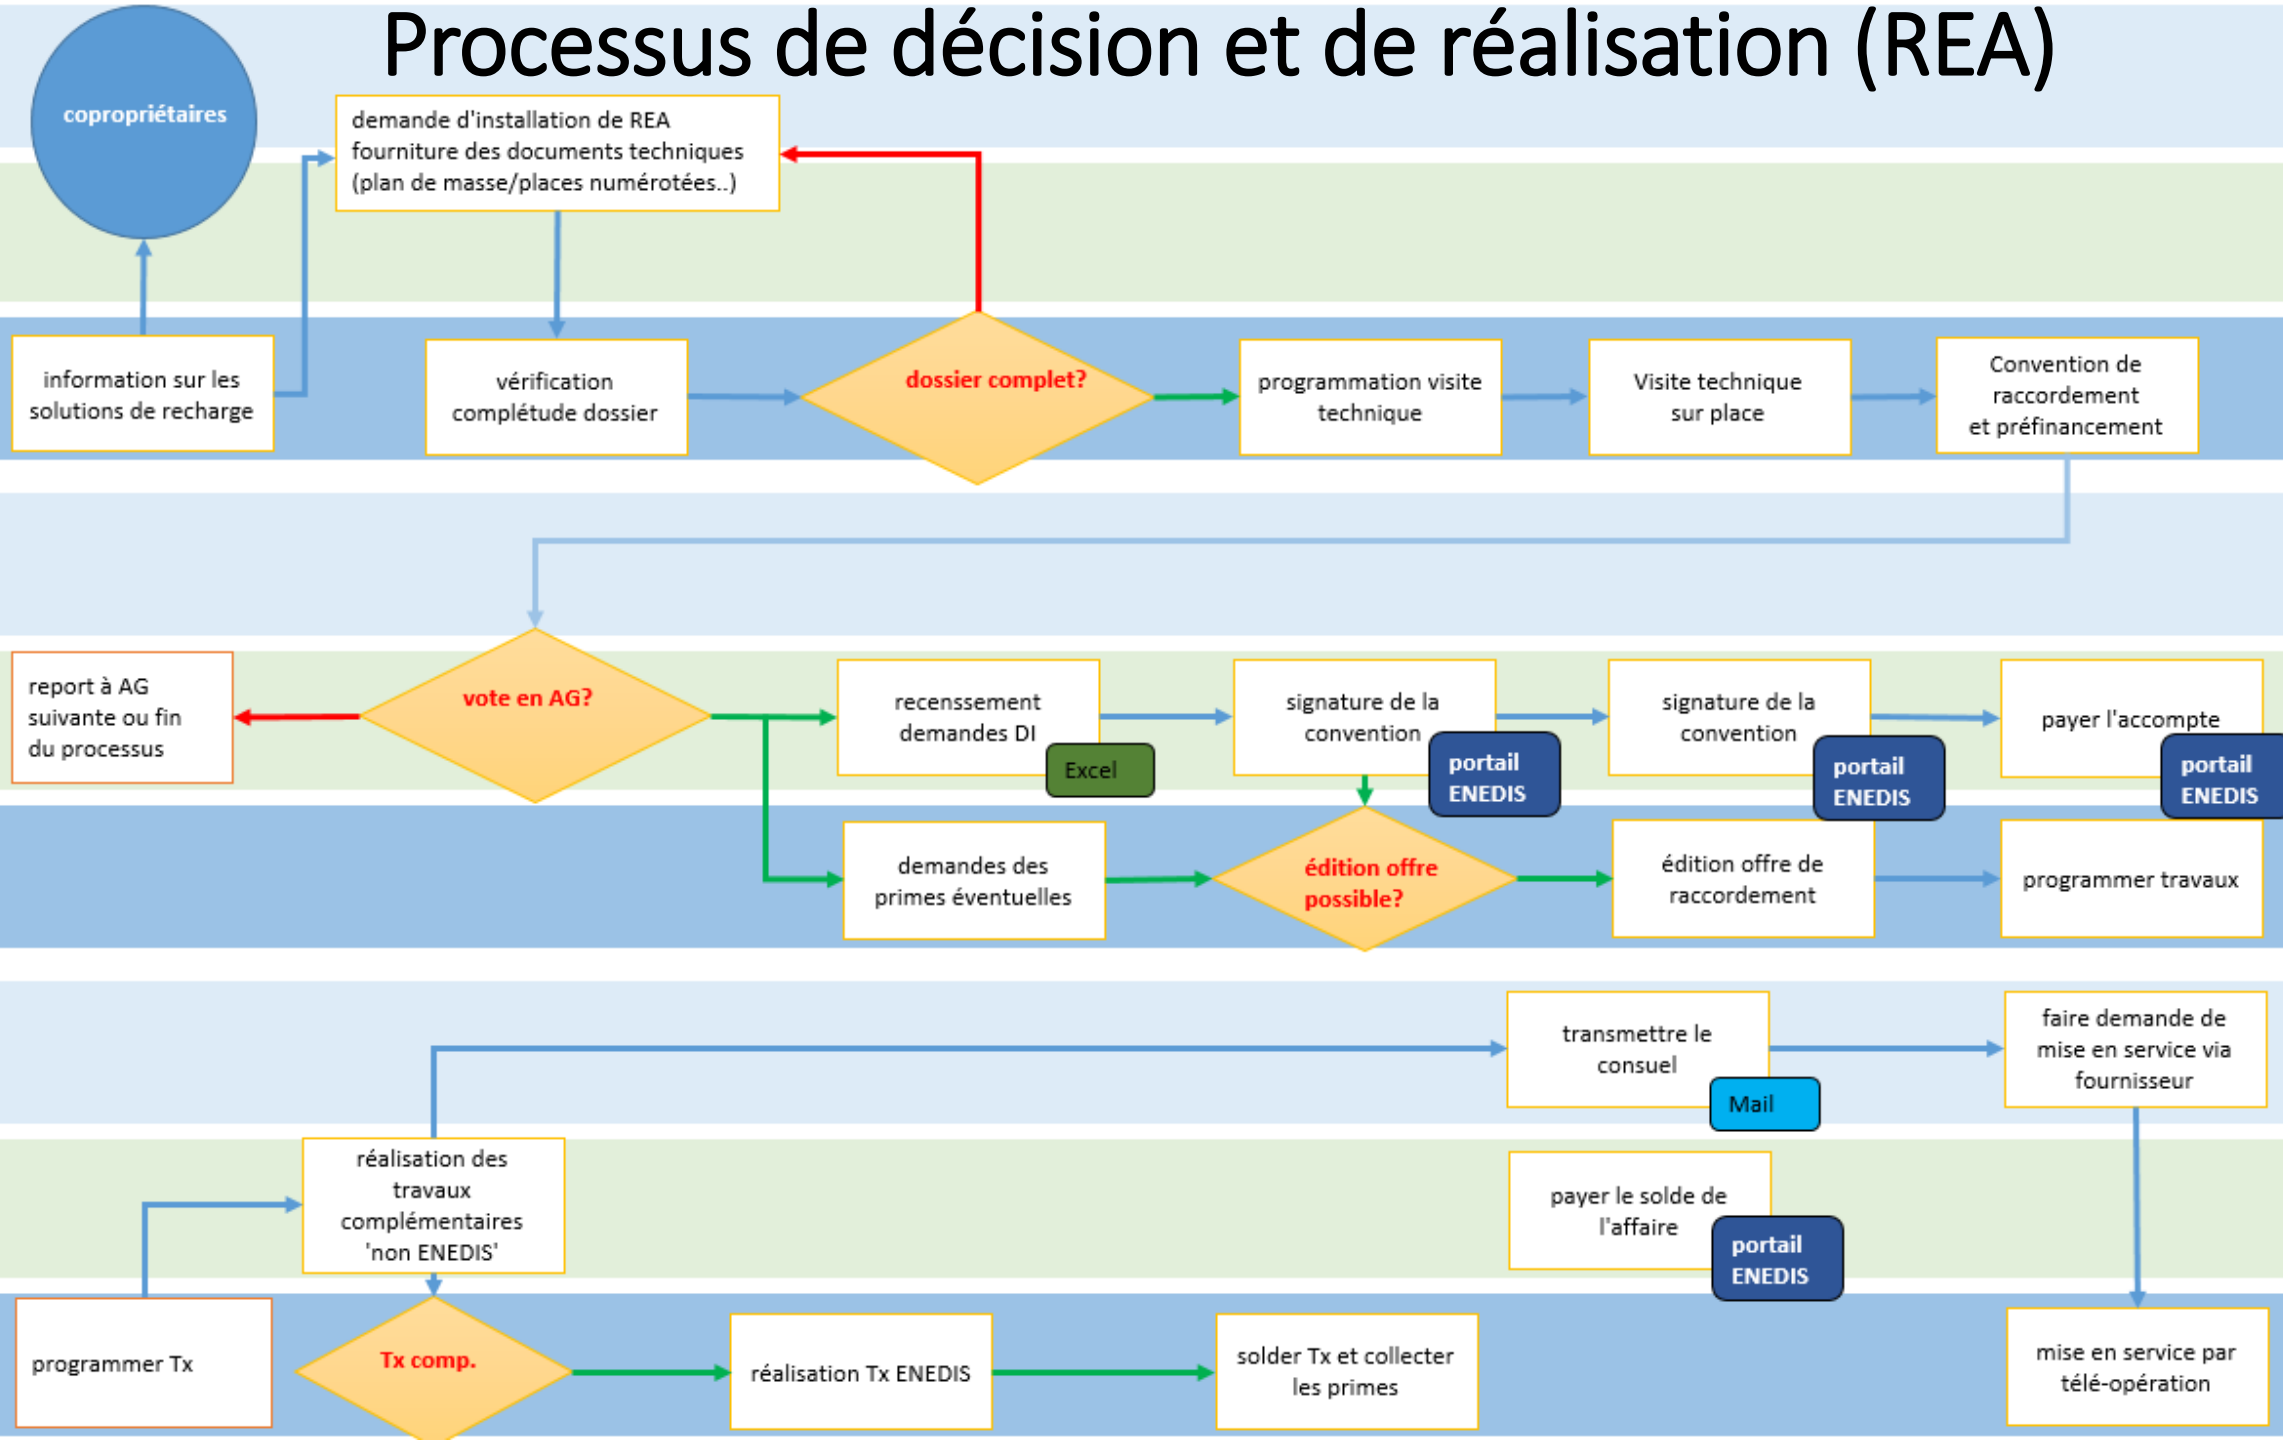 Processus de décision et de réalisation (REA)
copropriétaires
demande d'installation de REA
fourniture des documents techniques
(plan de masse/places numérotées..)
information sur les
solutions de recharge
vérification
complétude dossier
dossier complet?
programmation visite
technique
Visite technique
sur place
Convention de
raccordement
et préfinancement
report à AG
suivante ou fin
du processus
vote en AG?
recenssement
demandes DI
Excel
signature de la
convention
portail
ENEDIS
signature de la
convention
portail
ENEDIS
payer l'accompte
portail
ENEDIS
demandes des
primes éventuelles
édition offre
possible?
édition offre de
raccordement
programmer travaux
transmettre le
consuel
Mail
faire demande de
mise en service via
fournisseur
réalisation des
travaux
complémentaires
'non ENEDIS'
payer le solde de
l'affaire
portail
ENEDIS
programmer Tx
Tx comp.
réalisation Tx ENEDIS
solder Tx et collecter
les primes
mise en service par
télé-opération